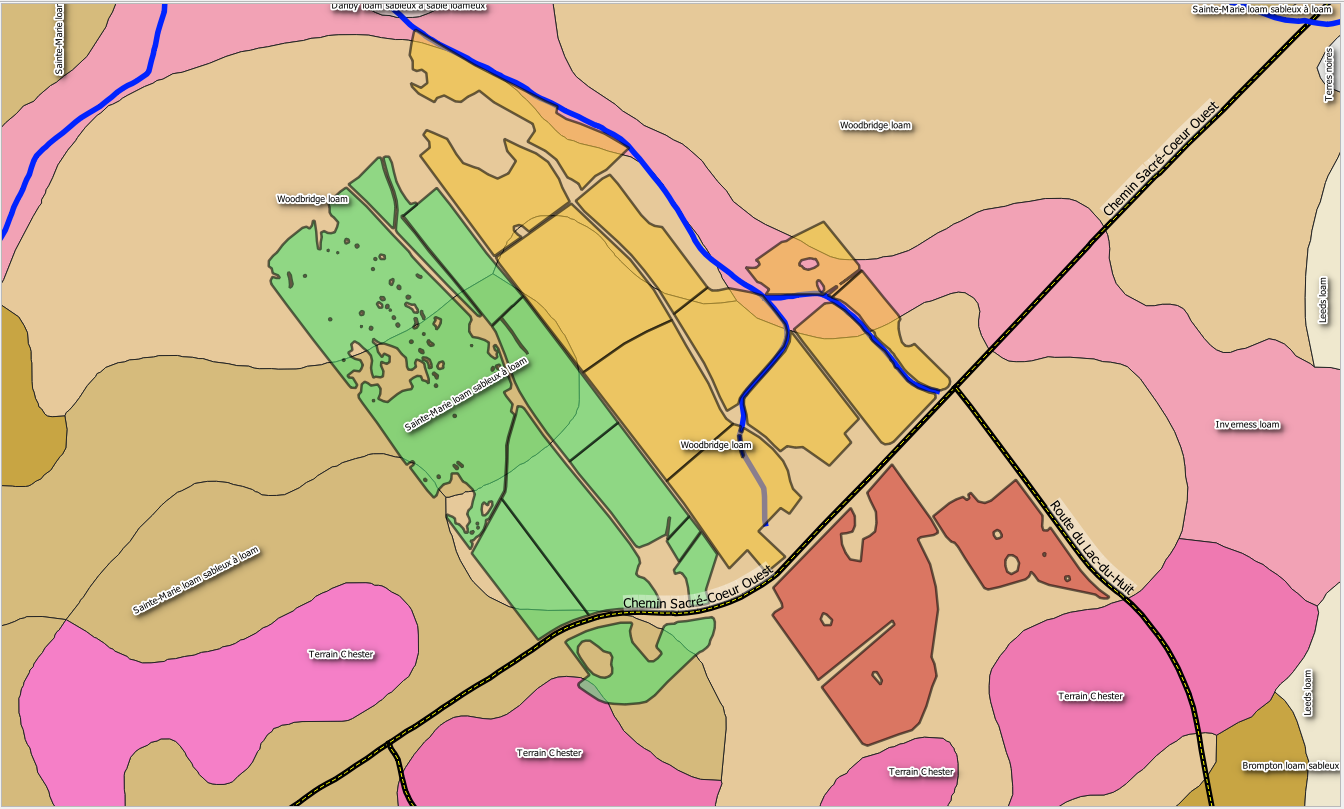 Danby loam sableux à sable loameux
Sainte-Marie loam sableux à loam
Sainte-Marie loam
Terres noires
Woodbridge loam
Chemin Sacré-Coeur Ouest
Woodbridge loam
Leeds loam
Sainte-Marie loam sableux à loam
Inverness loam
Woodbridge loam
Route du Lac-du-Huit
Sainte-Marie loam sableux à loam
Chemin Sacré-Coeur Ouest
Terrain Chester
Leeds loam
Terrain Chester
Terrain Chester
Terrain Chester
Brompton loam sableux